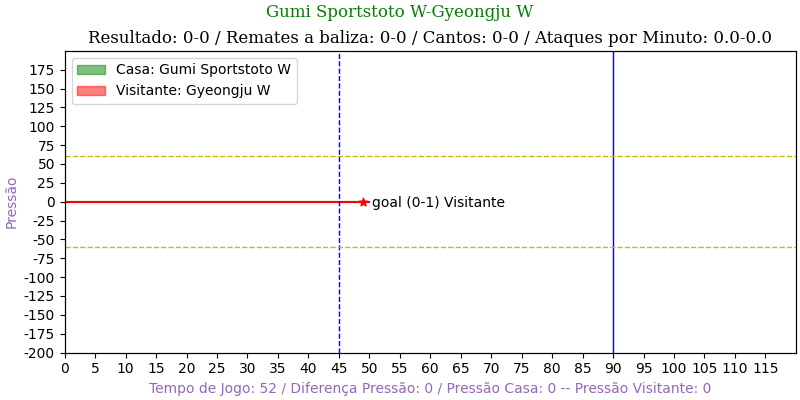 Gumi Sportstoto W-Gyeongju W
Resultado: 0-0 / Remates a baliza: 0-0 / Cantos: 0-0 / Ataques por Minuto: 0.0-0.0
Casa: Gumi Sportstoto W
Visitante: Gyeongju W
Pressão
175
150
125
100
75
50
25
0
-25
-50
-75
-100
-125
-150
-175
-200
goal (0-1) Visitante
0 5 10 15 20 25 30 35 40 45 50 55 60 65 70 75 80 85 90 95 100 105 110 115
Tempo de Jogo: 52 / Diferença Pressão: 0 / Pressão Casa: 0 -- Pressão Visitante: 0